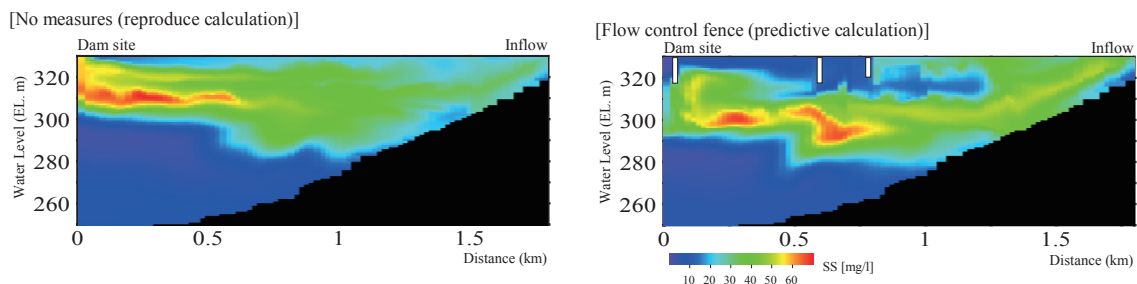 [No measures (reproduce calculation)]
Dam site
Inflow
320
300
280
260
Water Level (EL. m)
0
0.5
1
1.5
Distance (km)
[Flow control fence (predictive calculation)]
Dam site
Inflow
320
300
280
260
Water Level (EL. m)
0
0.5
1
1.5
Distance (km)
SS [mg/l]
10 20 30 40 50 60